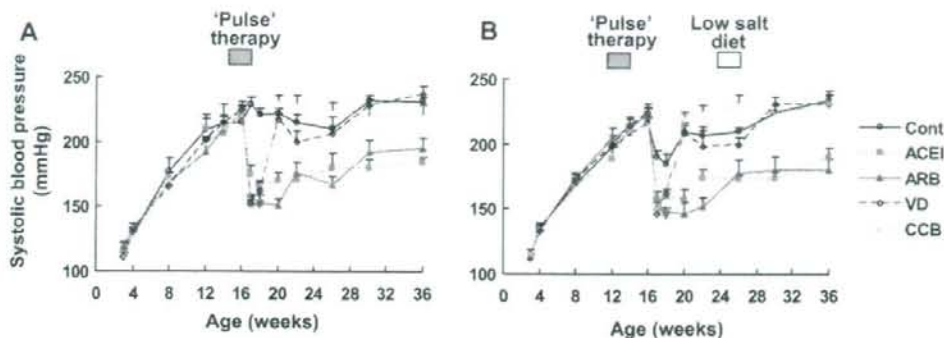 A
'Pulse'
therapy
Systolic blood pressure
(mmHg)
250
200
150
100
0 4 8 12 16 20 24 28 32 36
Age (weeks)
B
'Pulse'
therapy
Low salt
diet
250
200
150
100
0 4 8 12 16 20 24 28 32 36
Age (weeks)
Cont
ACEI
ARB
VD
CCB